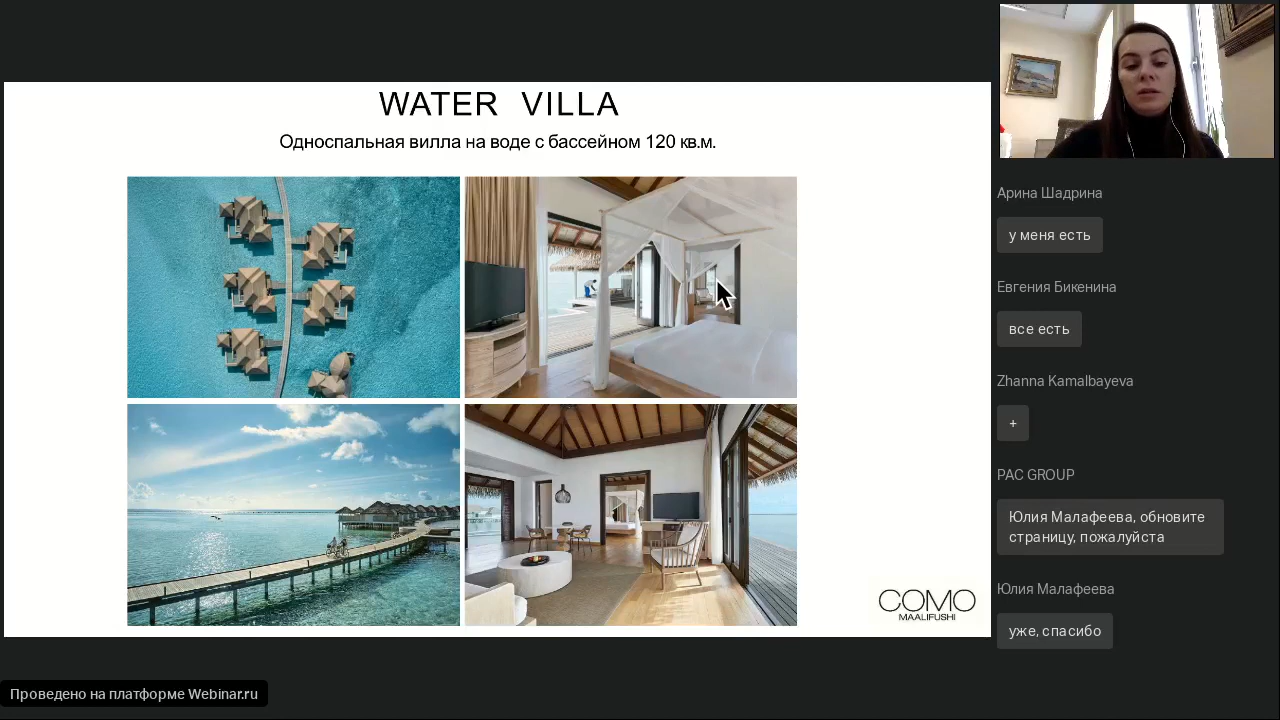 WATER VILLA
Односпальная вилла на воде с бассейном 120 кв.м.
COMO
MAALIFUSHI
Арина Шадрина
у меня есть
Евгения Бикенина
все есть
Zhanna Kamalbayeva
+
PAC GROUP
Юлия Малафеева, обновите
страницу, пожалуйста
Юлия Малафеева
уже, спасибо
Проведено на платформе Webinar.ru